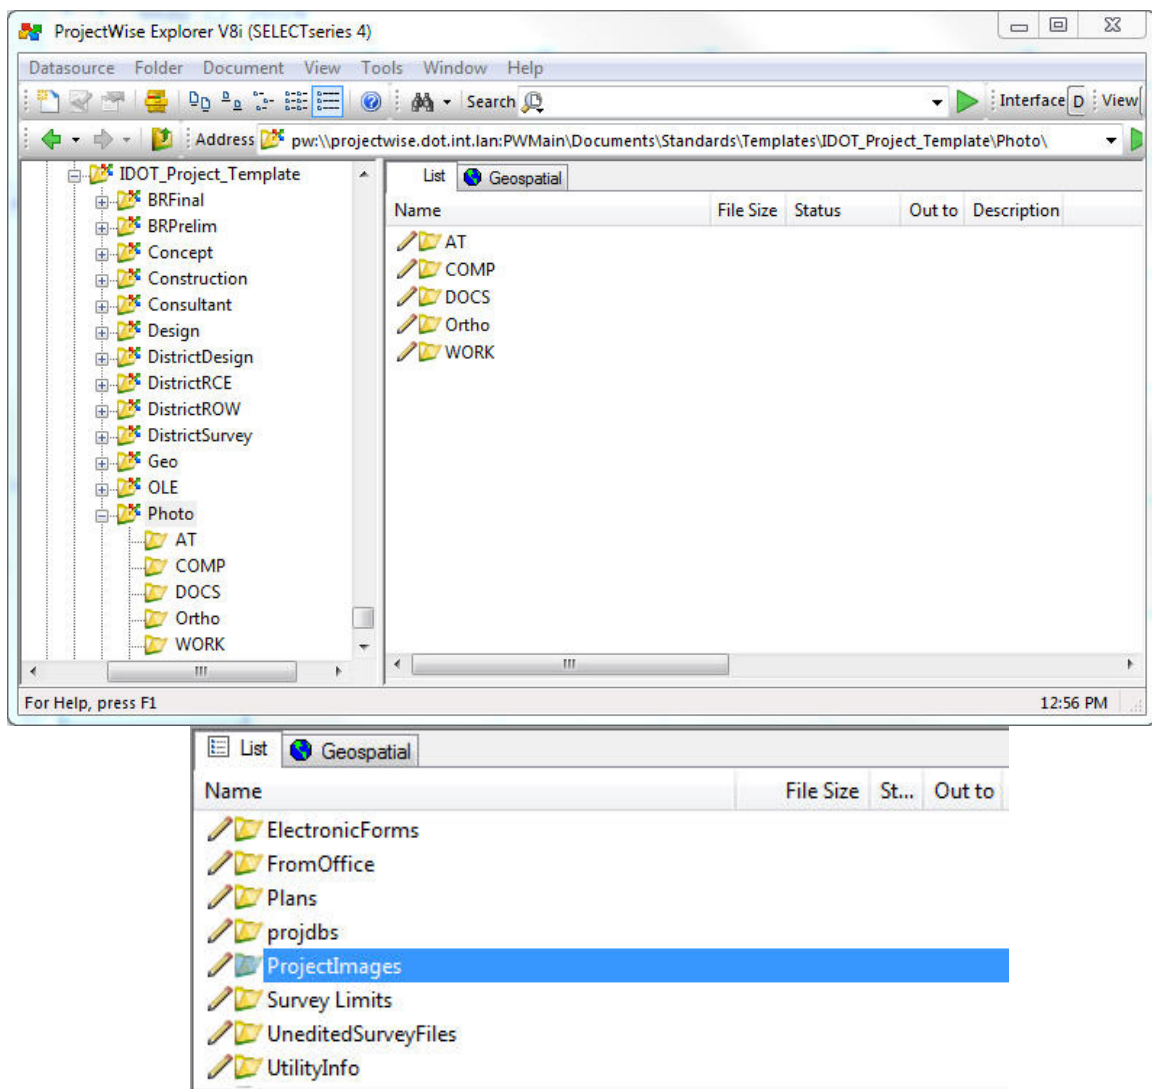 ProjectWise Explorer V8i (SELECTseries 4)
Datasource Folder Document View Tools Window Help
Search Interface D View
Address pw:\\projectwise.dot.int.lan:PWMain\Documents\Standards\Templates\IDOT_Project_Template\Photo\
IDOT_Project_Template
BRFinal
BRPrelim
Concept
Construction
Consultant
Design
DistrictDesign
DistrictRCE
DistrictROW
DistrictSurvey
Geo
OLE
Photo
AT
COMP
DOCS
Ortho
WORK
List Geospatial
Name File Size Status Out to Description
AT
COMP
DOCS
Ortho
WORK
For Help, press F1 12:56 PM
List Geospatial
Name File Size St... Out to
ElectronicForms
FromOffice
Plans
projdbs
ProjectImages
Survey Limits
UneditedSurveyFiles
UtilityInfo